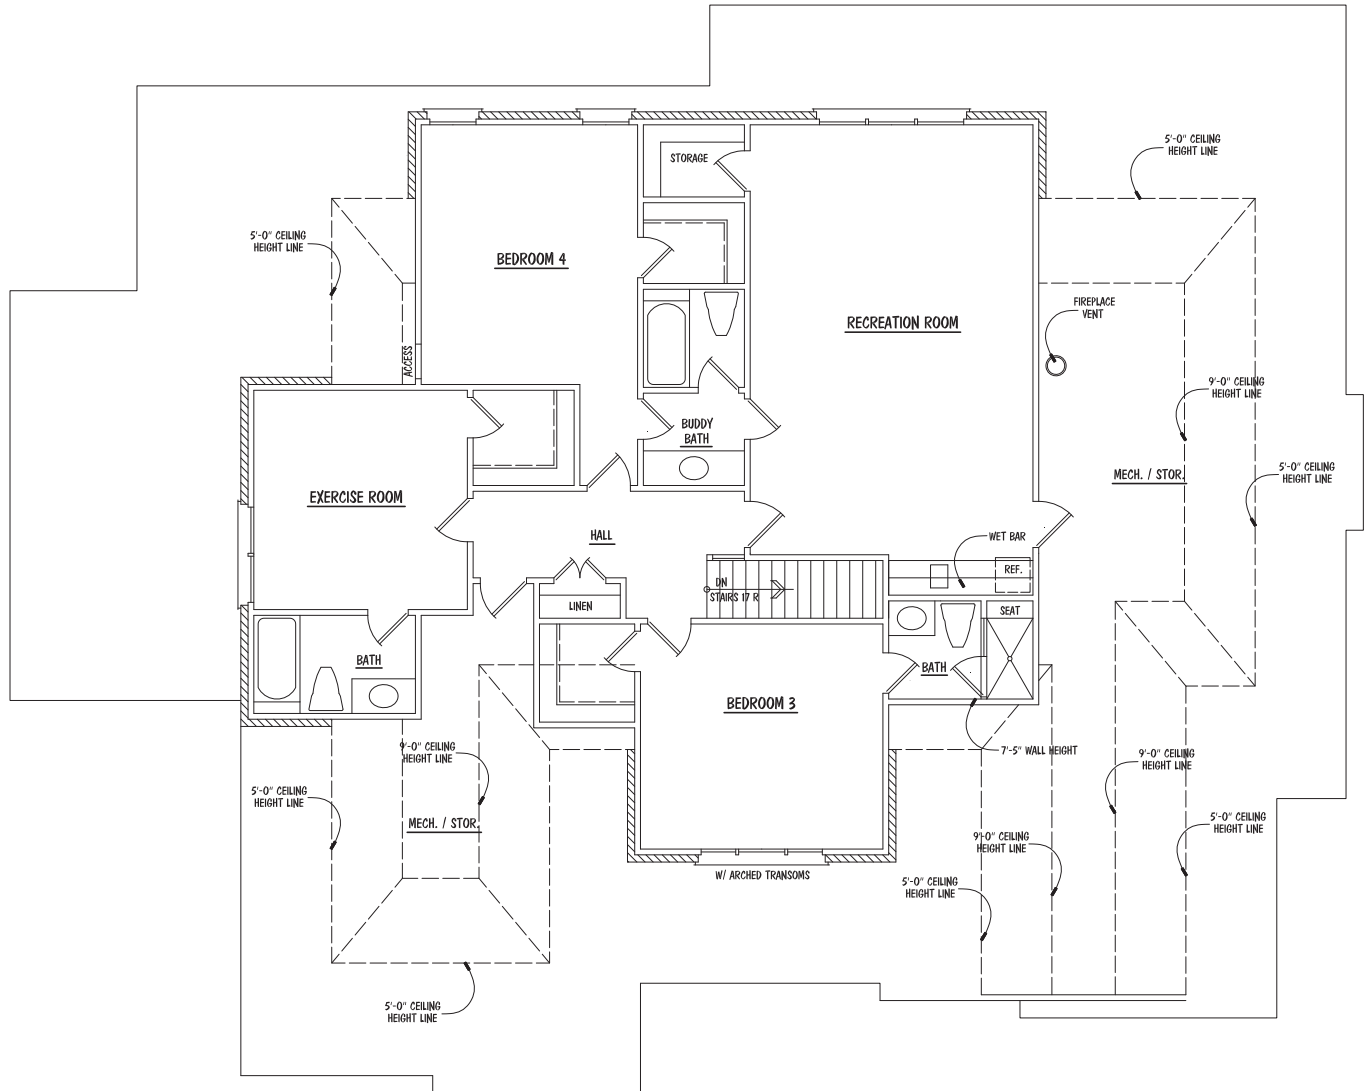 5'-0" CEILING
HEIGHT LINE
STORAGE
5'-0" CEILING
HEIGHT LINE
BEDROOM 4
FIREPLACE
VENT
RECREATION ROOM
ACCESS
9'-0" CEILING
HEIGHT LINE
BUDDY
BATH
5'-0" CEILING
HEIGHT LINE
MECH. / STOR.
EXERCISE ROOM
HALL
WET BAR
REF.
DN
STAIRS 17 R
LINEN
SEAT
BATH
BATH
BEDROOM 3
7'-5" WALL HEIGHT
9'-0" CEILING
HEIGHT LINE
9'-0" CEILING
HEIGHT LINE
5'-0" CEILING
HEIGHT LINE
MECH. / STOR.
5'-0" CEILING
HEIGHT LINE
9'-0" CEILING
HEIGHT LINE
W/ ARCHED TRANSOMS
5'-0" CEILING
HEIGHT LINE
5'-0" CEILING
HEIGHT LINE